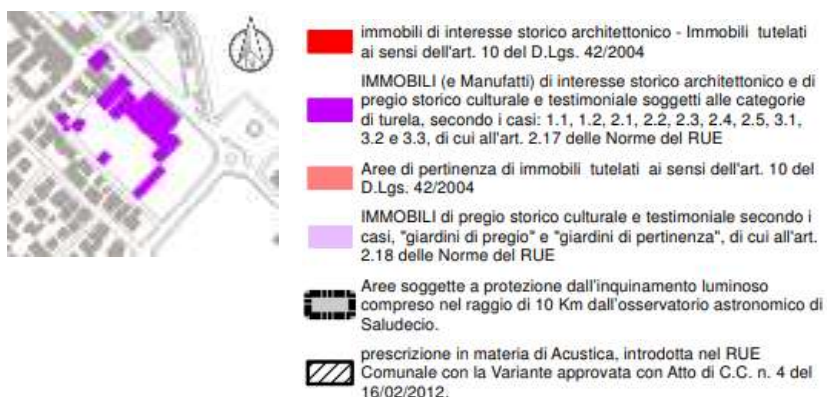 immobili di interesse storico architettonico - Immobili tutelati
ai sensi dell'art. 10 del D.Lgs. 42/2004
IMMOBILI (e Manufatti) di interesse storico architettonico e di
pregio storico culturale e testimoniale soggetti alle categorie
di turela, secondo i casi: 1.1, 1.2, 2.1, 2.2, 2.3, 2.4, 2.5, 3.1,
3.2 e 3.3, di cui all'art. 2.17 delle Norme del RUE
Aree di pertinenza di immobili tutelati ai sensi dell'art. 10 del
D.Lgs. 42/2004
IMMOBILI di pregio storico culturale e testimoniale secondo i
casi, "giardini di pregio" e "giardini di pertinenza", di cui all'art.
2.18 delle Norme del RUE
Aree soggette a protezione dall'inquinamento luminoso
compreso nel raggio di 10 Km dall'osservatorio astronomico di
Saludecio.
prescrizione in materia di Acustica, introdotta nel RUE
Comunale con la Variante approvata con Atto di C.C. n. 4 del
16/02/2012.